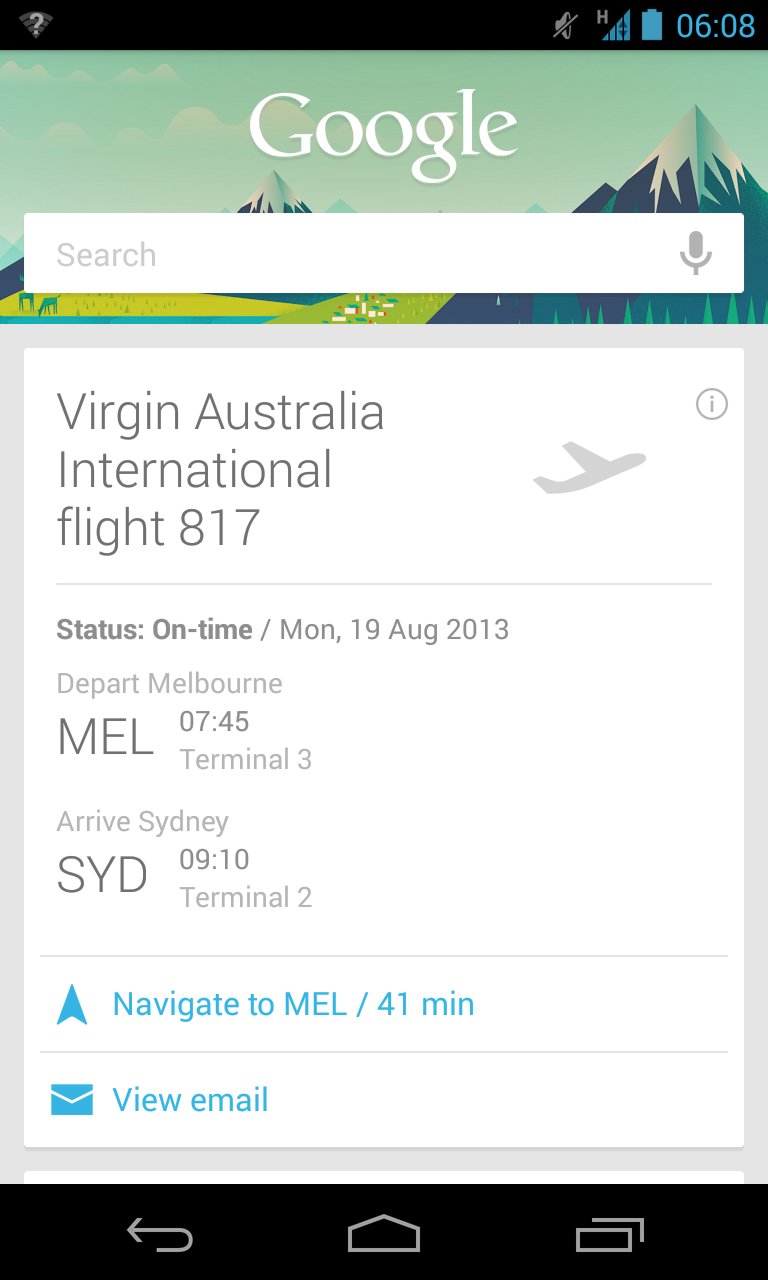 H
06:08
Google
Search
Virgin Australia
International
flight 817
Status: On-time / Mon, 19 Aug 2013
Depart Melbourne
MEL
07:45
Terminal 3
Arrive Sydney
SYD
09:10
Terminal 2
Navigate to MEL / 41 min
View email